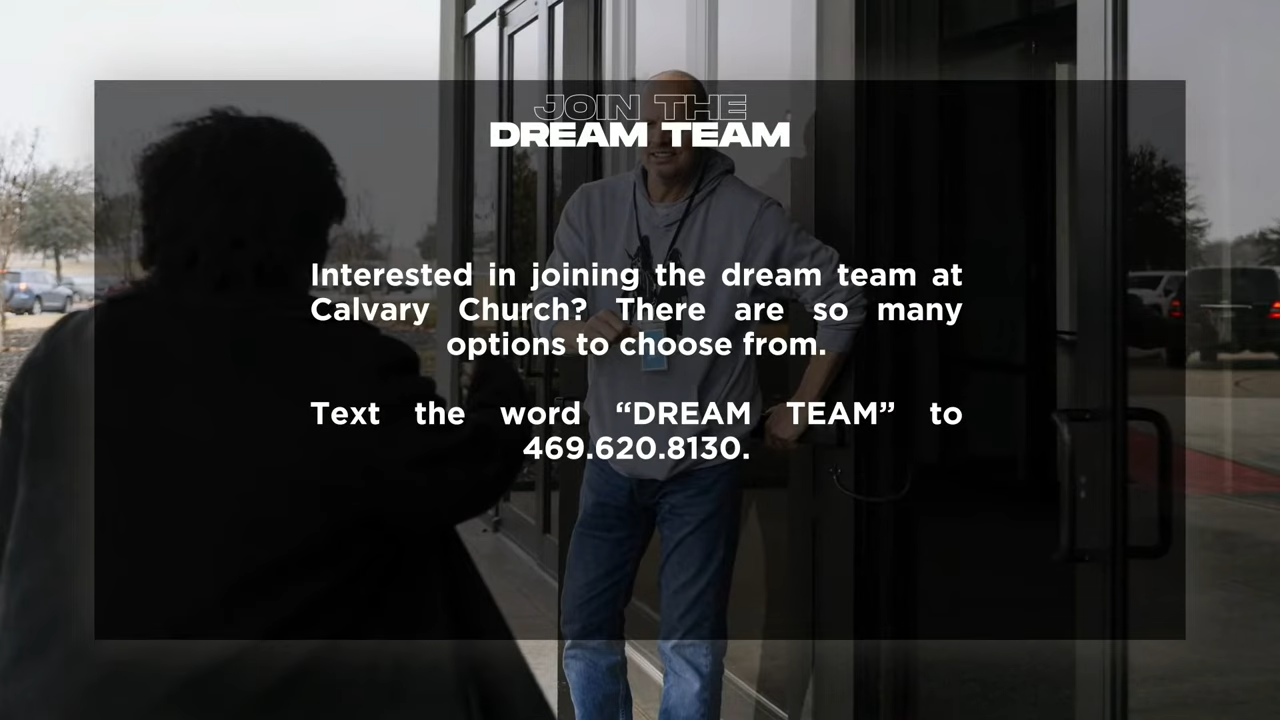 JOIN THE
DREAM TEAM
Interested in joining the dream team at
Calvary Church? There are so many
options to choose from.
Text the word “DREAM TEAM” to
469.620.8130.